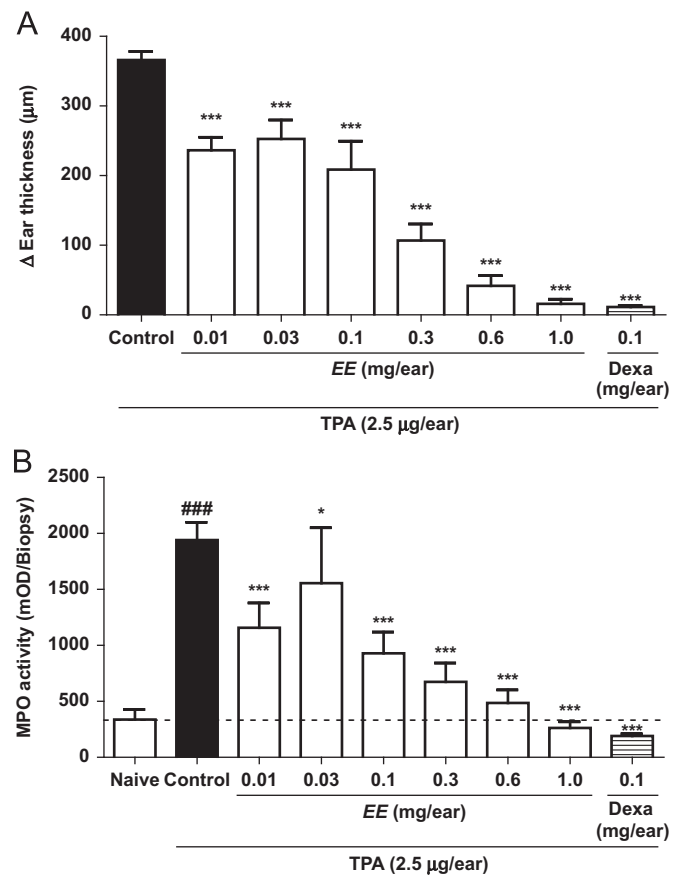 A
Δ Ear thickness (μm)
400
300
200
100
0
*** *** *** *** *** *** ***
Control 0.01 0.03 0.1 0.3 0.6 1.0 0.1
EE (mg/ear) Dexa
(mg/ear)
TPA (2.5 μg/ear)
B
MPO activity (mOD/Biopsy)
2500
2000
1500
1000
500
0
### *** * *** *** *** *** ***
Naive Control 0.01 0.03 0.1 0.3 0.6 1.0 0.1
EE (mg/ear) Dexa
(mg/ear)
TPA (2.5 μg/ear)